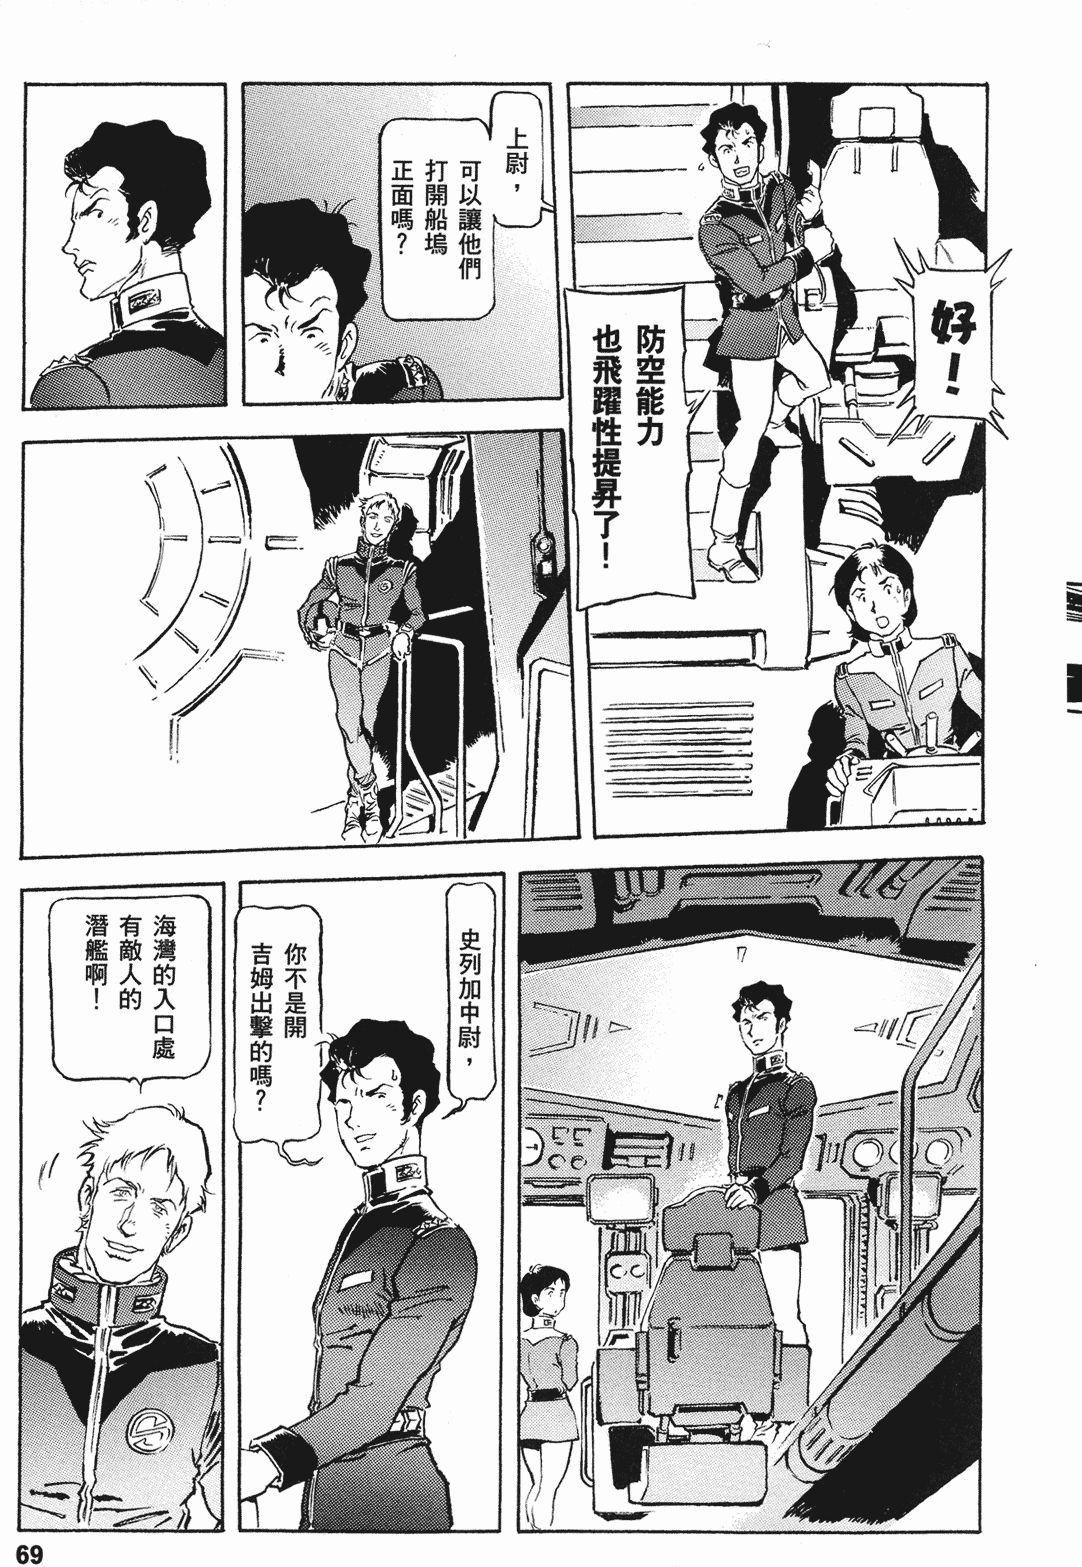 好！
防空能力
也飛躍性提昇了！
上尉，
可以讓他們
打開船塢
正面嗎？
史列加中尉，
你不是開
吉姆出擊的嗎？
海灣的入口處
有敵人的
潛艦啊！
69